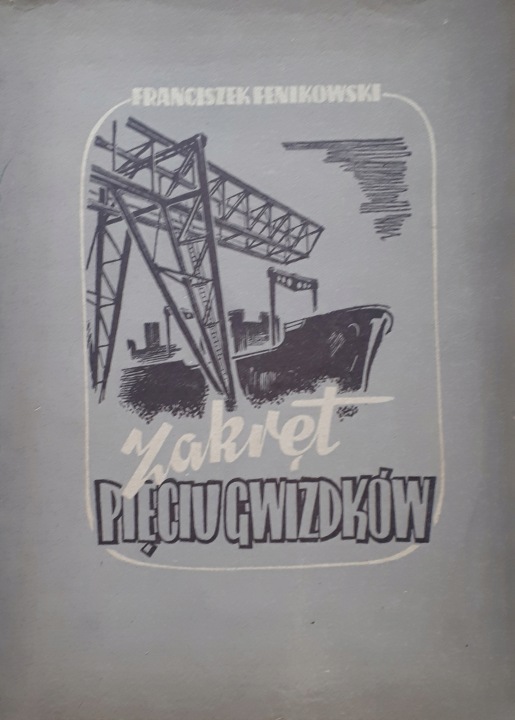 FRANCISZEK FENIKOWSKI
Zakręt
PIĘCIU GWIZDKÓW